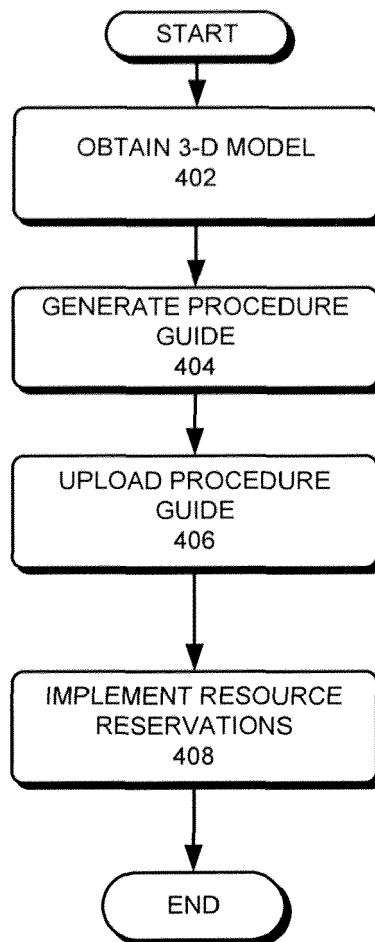 START
OBTAIN 3-D MODEL
402
GENERATE PROCEDURE
GUIDE
404
UPLOAD PROCEDURE
GUIDE
406
IMPLEMENT RESOURCE
RESERVATIONS
408
END